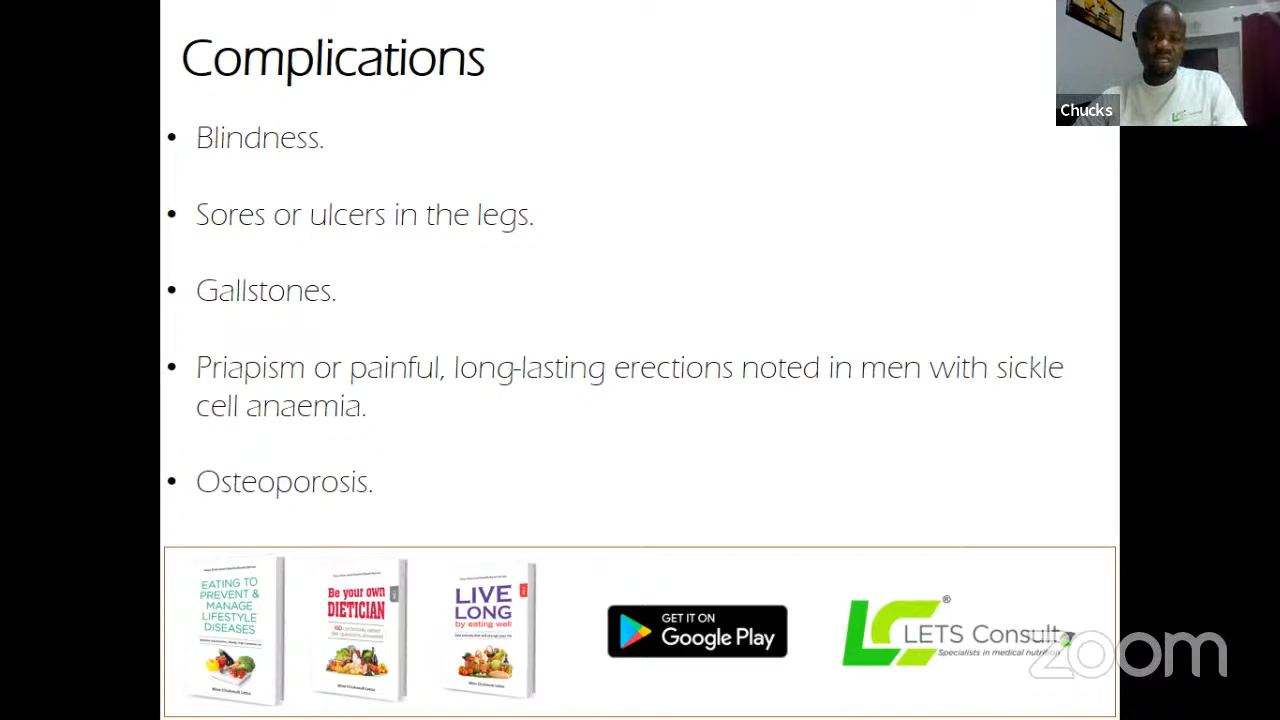 Complications
Chucks
• Blindness.
• Sores or ulcers in the legs.
• Gallstones.
• Priapism or painful, long-lasting erections noted in men with sickle
cell anaemia.
• Osteoporosis.
EATING TO
PREVENT &
MANAGE
LIFESTYLE
DISEASES
Be your own
DIETICIAN
LIVE
LONG
by eating well
GET IT ON
Google Play
LETS Consult
®
Specialists in medical nutrition
zoom